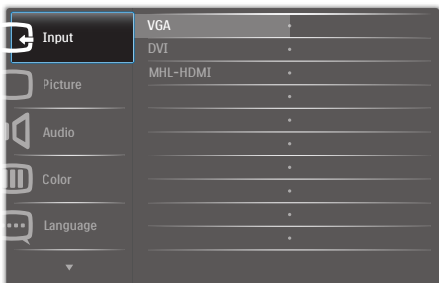 Input
Picture
Audio
Color
Language
VGA
DVI
MHL-HDMI